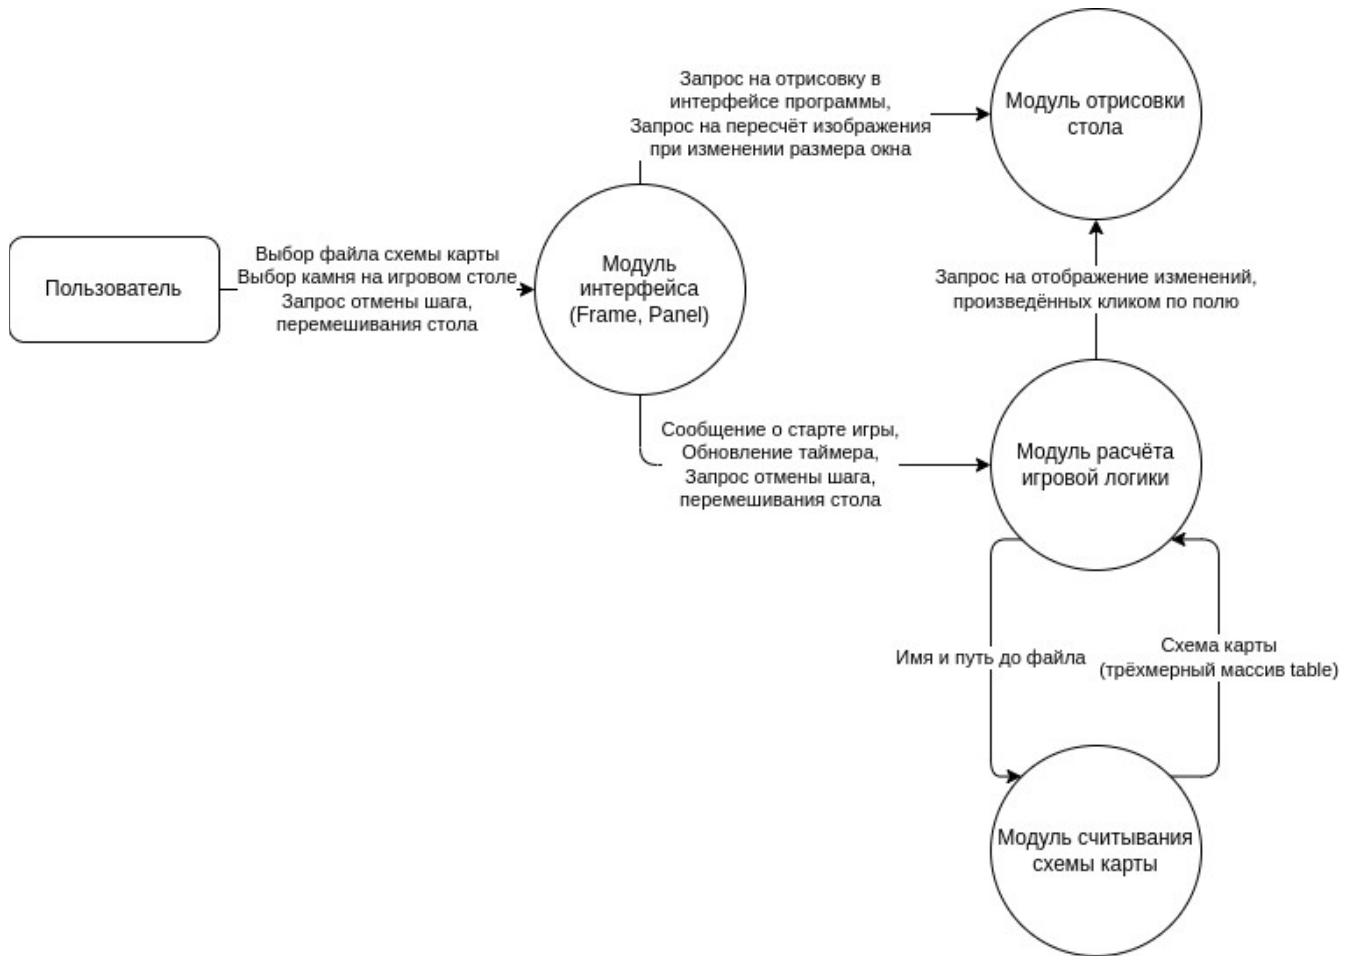 Запрос на отрисовку в
интерфейсе программы,
Запрос на пересчёт изображения
при изменении размера окна
Модуль отрисовки
стола
Пользователь
Выбор файла схемы карты
Выбор камня на игровом столе,
Запрос отмены шага,
перемешивания стола
Модуль
интерфейса
(Frame, Panel)
Запрос на отображение изменений,
произведённых кликом по полю
Сообщение о старте игры,
Обновление таймера,
Запрос отмены шага,
перемешивания стола
Модуль расчёта
игровой логики
Имя и путь до файла
Схема карты
(трёхмерный массив table)
Модуль считывания
схемы карты